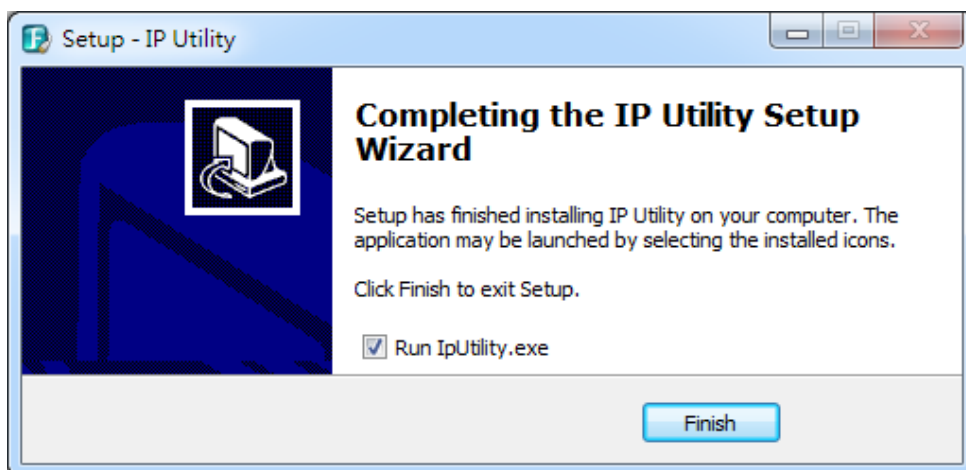 Setup - IP Utility
Completing the IP Utility Setup
Wizard
Setup has finished installing IP Utility on your computer. The
application may be launched by selecting the installed icons.
Click Finish to exit Setup.
Run IpUtility.exe
Finish